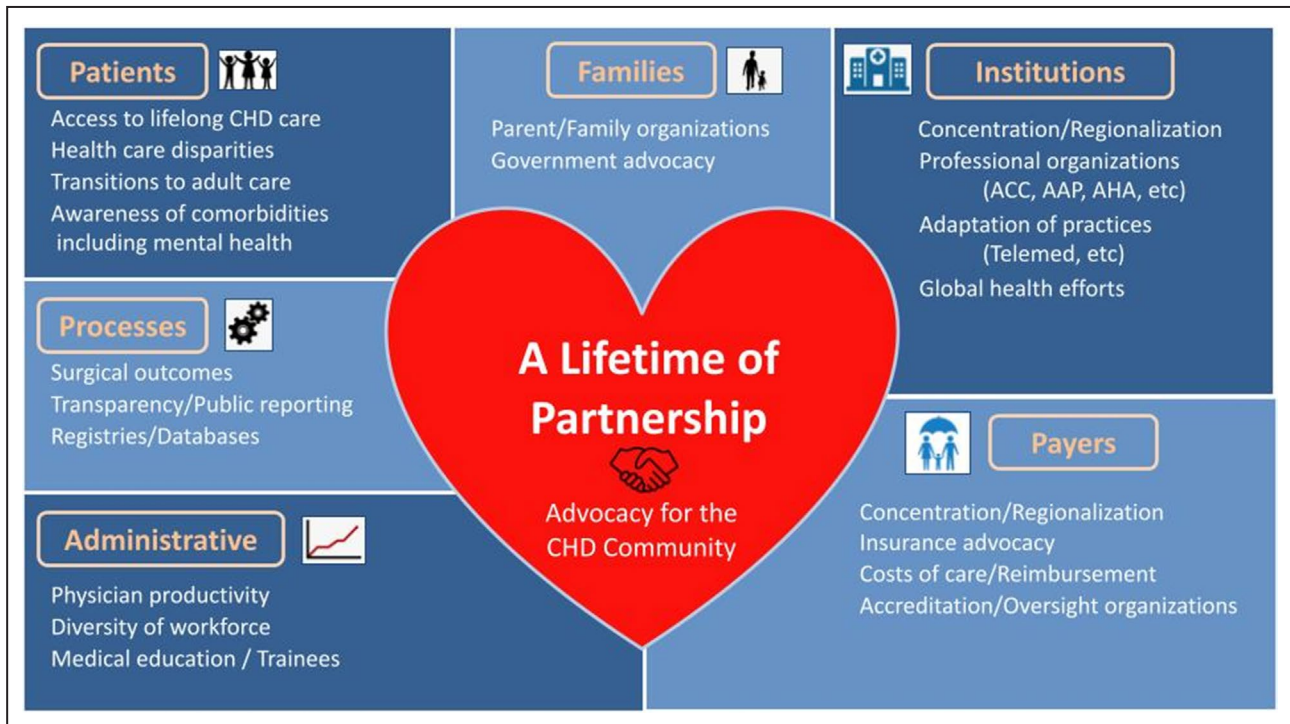 Patients
Access to lifelong CHD care
Health care disparities
Transitions to adult care
Awareness of comorbidities
including mental health
Families
Parent/Family organizations
Government advocacy
Institutions
Concentration/Regionalization
Professional organizations
(ACC, AAP, AHA, etc)
Adaptation of practices
(Telemed, etc)
Global health efforts
Processes
Surgical outcomes
Transparency/Public reporting
Registries/Databases
A Lifetime of
Partnership
Advocacy for the
CHD Community
Payers
Concentration/Regionalization
Insurance advocacy
Costs of care/Reimbursement
Accreditation/Oversight organizations
Administrative
Physician productivity
Diversity of workforce
Medical education / Trainees